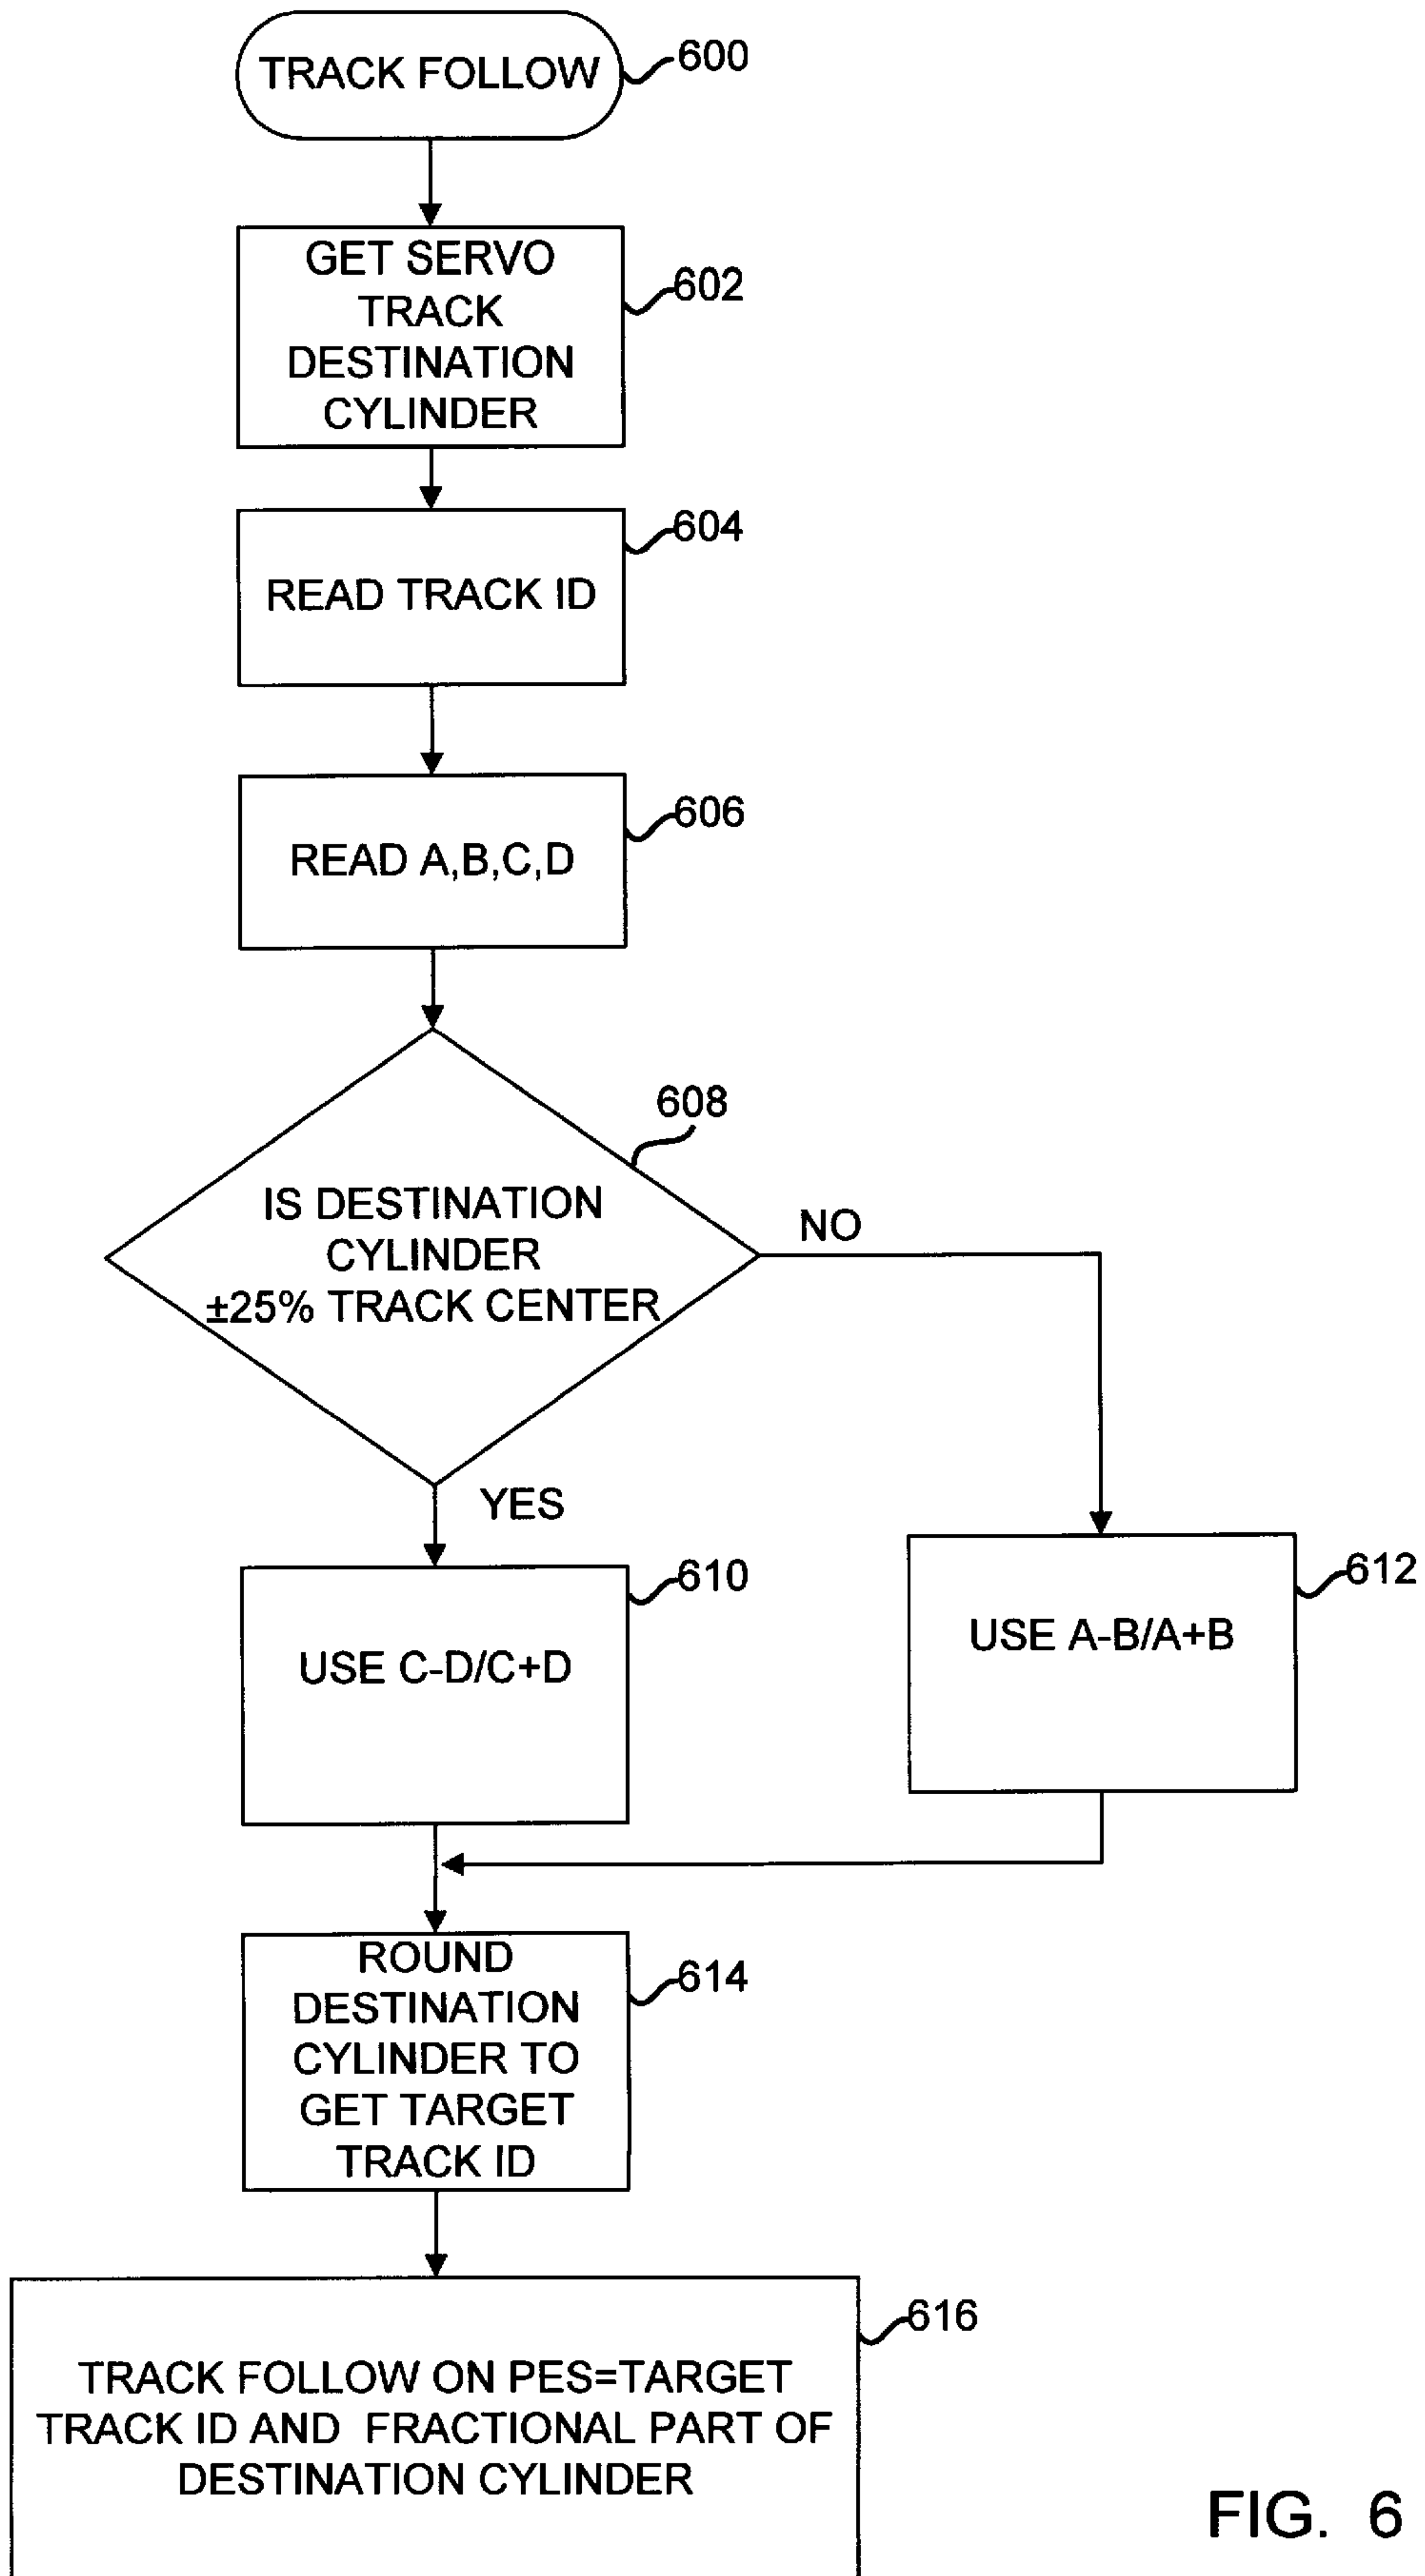 TRACK FOLLOW
600
GET SERVO
TRACK
DESTINATION
CYLINDER
602
READ TRACK ID
604
READ A,B,C,D
606
608
IS DESTINATION
CYLINDER
±25% TRACK CENTER
NO
YES
USE C-D/C+D
610
USE A-B/A+B
612
ROUND
DESTINATION
CYLINDER TO
GET TARGET
TRACK ID
614
TRACK FOLLOW ON PES=TARGET
TRACK ID AND FRACTIONAL PART OF
DESTINATION CYLINDER
616
FIG. 6